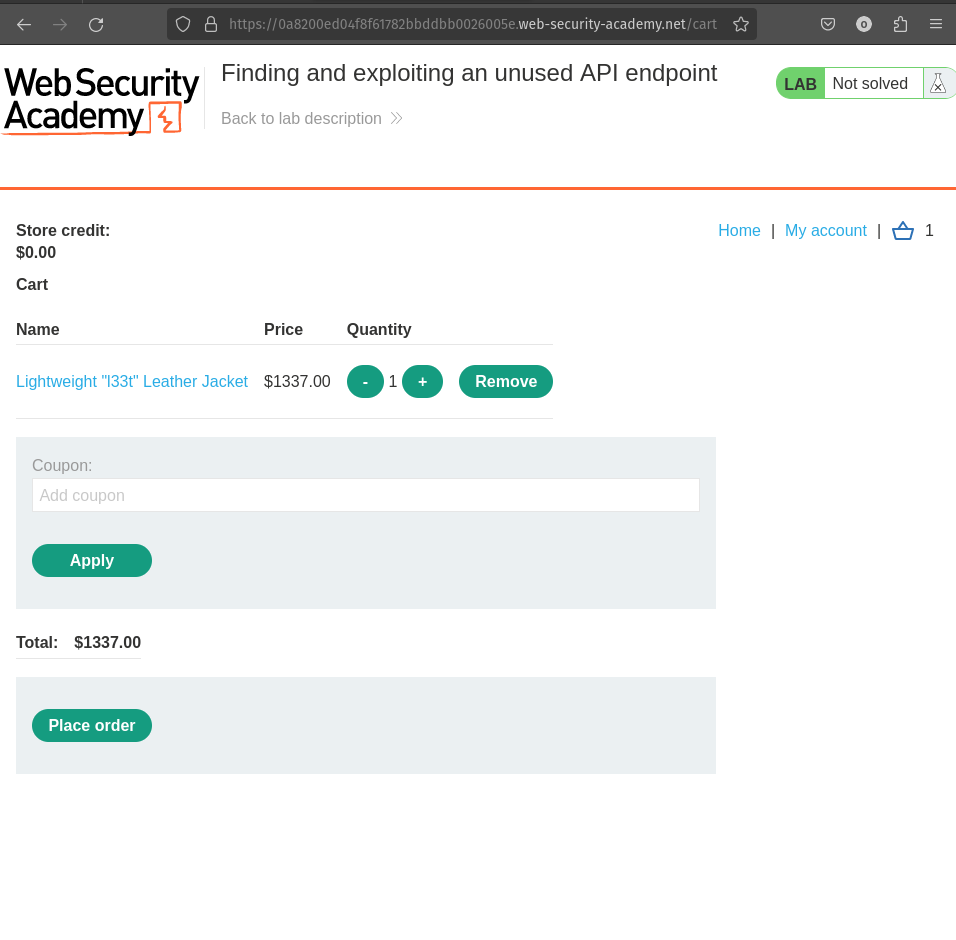 https://0a8200ed04f8f61782bbddbb0026005e.web-security-academy.net/cart
o
Web Security
Academy
Finding and exploiting an unused API endpoint
Back to lab description
LAB Not solved
Store credit:
$0.00
Home | My account | 1
Cart
Name Price Quantity
Lightweight "l33t" Leather Jacket $1337.00 - 1 + Remove
Coupon:
Add coupon
Apply
Total: $1337.00
Place order